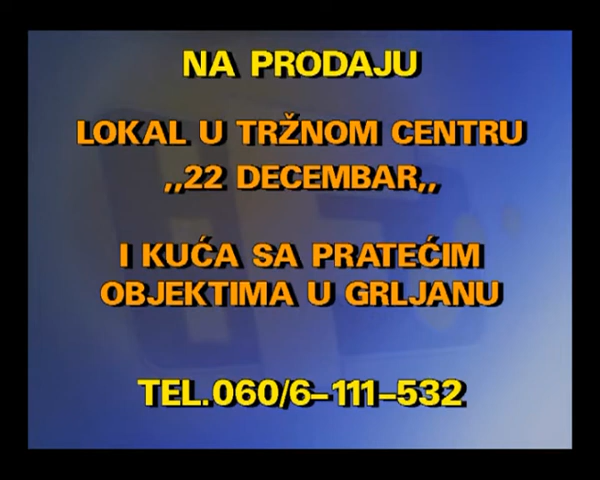 NA PRODAJU
LOKAL U TRŽNOM CENTRU
,,22 DECEMBAR,,
I KUĆA SA PRATEĆIM
OBJEKTIMA U GRLJANU
TEL.060/6-111-532